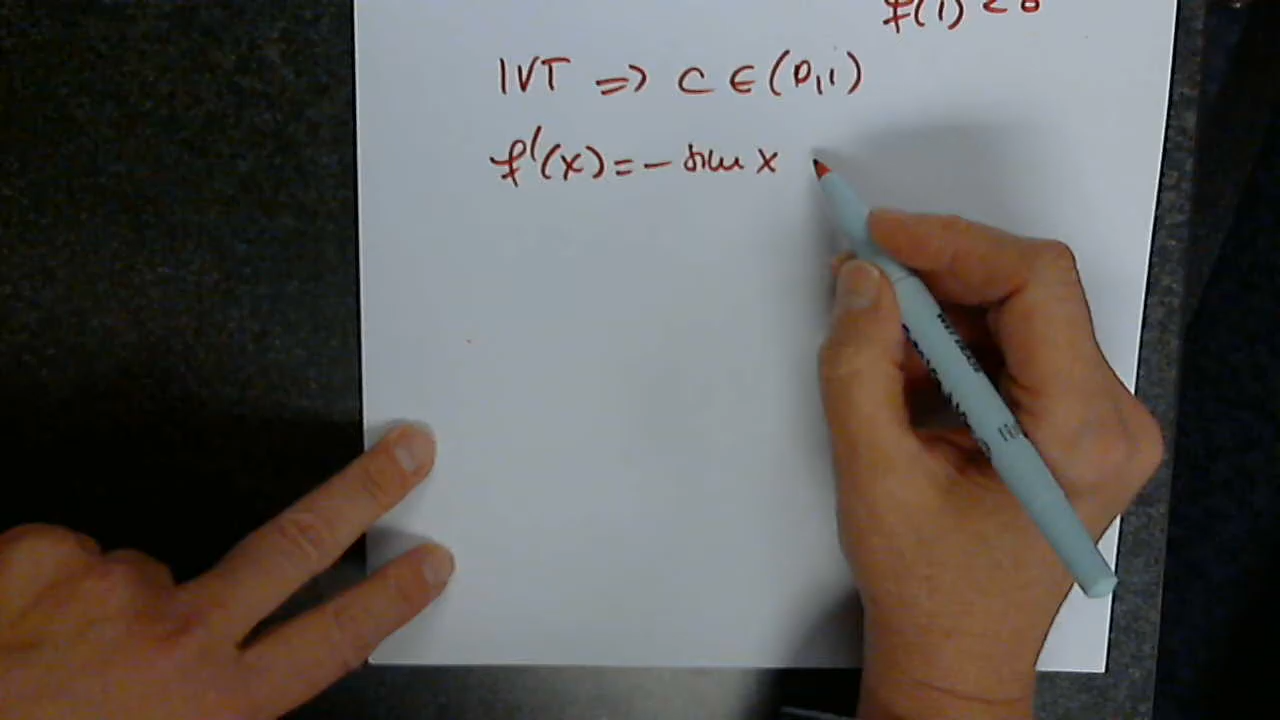 f(1) < 0
IVT => C ∈ (0,1)
f'(x) = - sin x